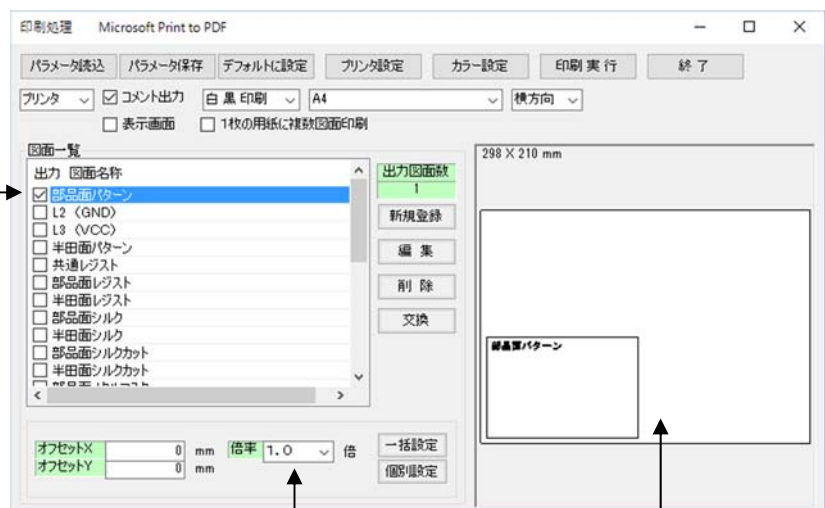 印刷処理 Microsoft Print to PDF
パラメータ読込 パラメータ保存 デフォルトに設定 プリンタ設定 カラー設定 印刷実行 終了
プリンタ コメント出力 白黒印刷 A4 横方向
表示画面 1枚の用紙に複数図面印刷
図面一覧
出力 図面名称
部品面パターン
L2 (GND)
L3 (VCC)
半田面パターン
共通レジスト
部品面レジスト
半田面レジスト
部品面シルク
半田面シルク
部品面シルクカット
半田面シルクカット
出力図面数
1
新規登録
編集
削除
交換
298 X 210 mm
部品面パターン
オフセットX 0 mm 倍率 1.0 倍 一括設定
オフセットY 0 mm 個別設定